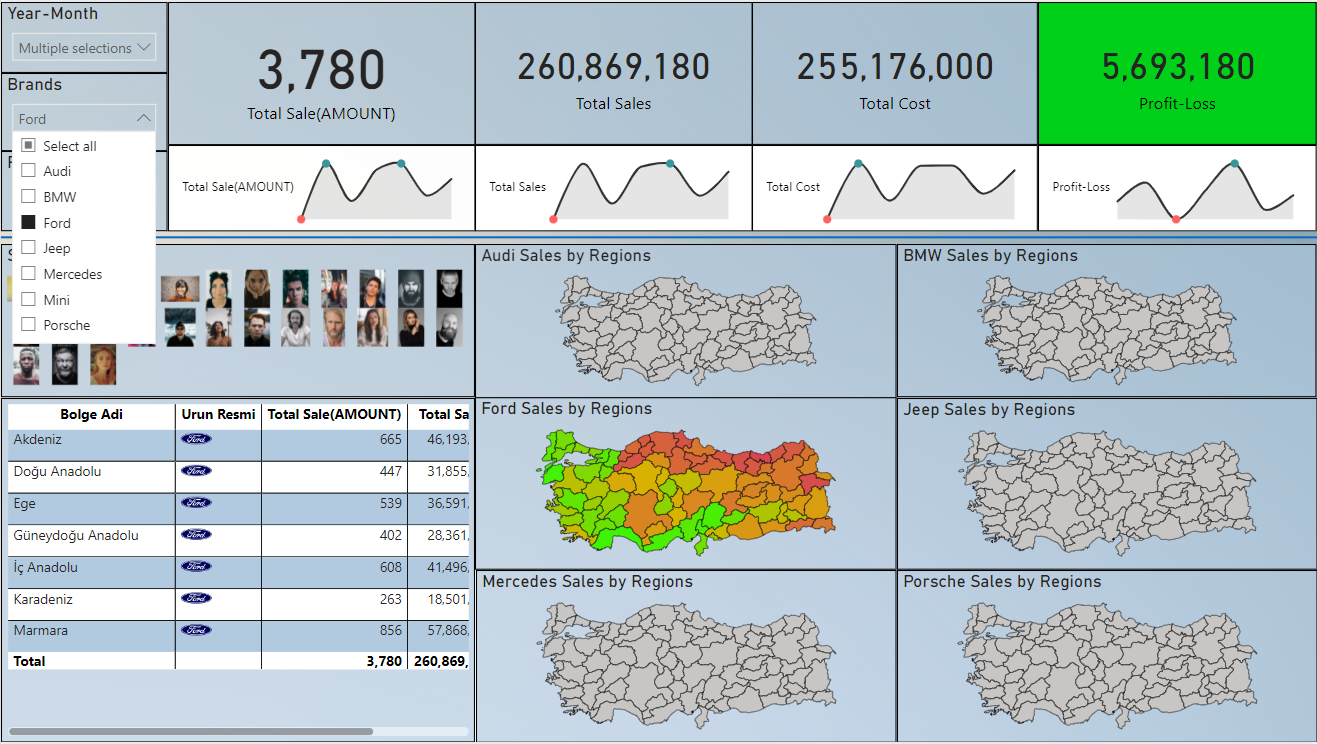 Year-Month
Multiple selections
Brands
Ford
Select all
Audi
BMW
Ford
Jeep
Mercedes
Mini
Porsche
3,780
Total Sale(AMOUNT)
260,869,180
Total Sales
255,176,000
Total Cost
5,693,180
Profit-Loss
Total Sale(AMOUNT)
Total Sales
Total Cost
Profit-Loss
Audi Sales by Regions
BMW Sales by Regions
Ford Sales by Regions
Jeep Sales by Regions
Mercedes Sales by Regions
Porsche Sales by Regions
Bolge Adi Urun Resmi Total Sale(AMOUNT) Total Sa
Akdeniz Ford 665 46,193,
Doğu Anadolu Ford 447 31,855,
Ege Ford 539 36,591,
Güneydoğu Anadolu Ford 402 28,361,
İç Anadolu Ford 608 41,496,
Karadeniz Ford 263 18,501,
Marmara Ford 856 57,868,
Total 3,780 260,869,